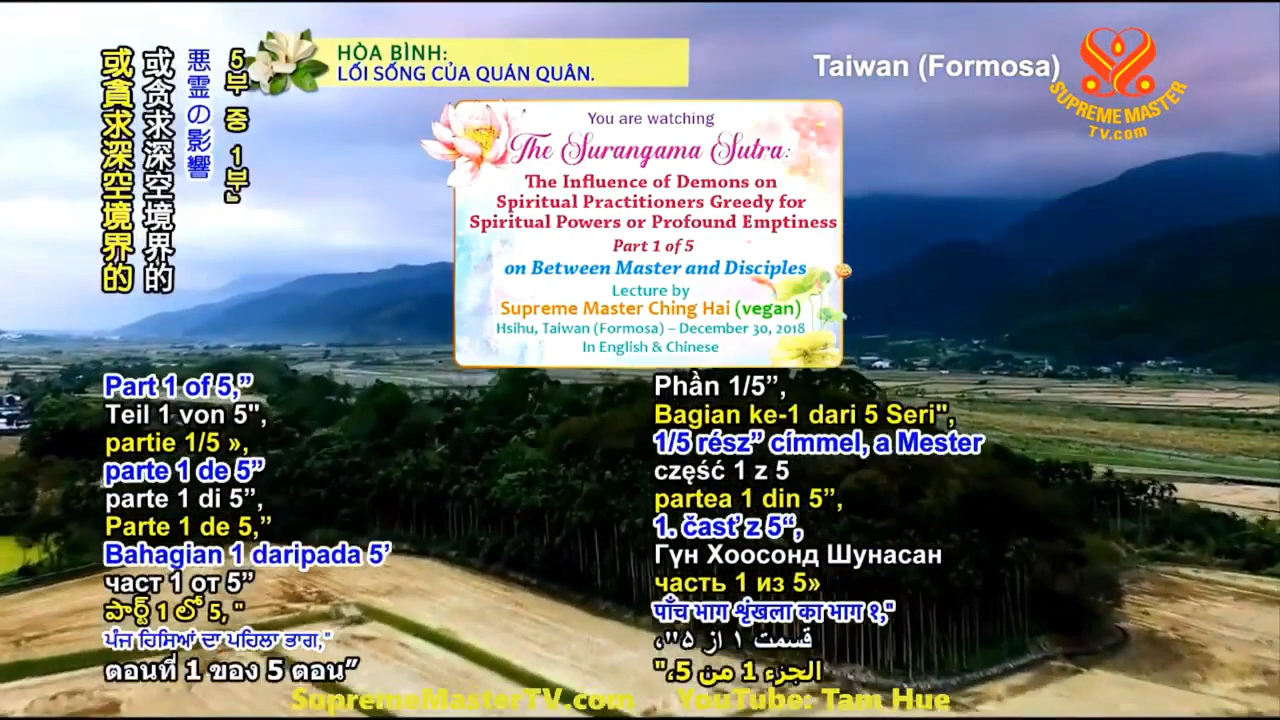 HÒA BÌNH:
LỐI SỐNG CỦA QUÁN QUÂN.
Taiwan (Formosa)
SUPREME MASTER
TV.com
5부 중 1부』
悪霊の影響
或贪求深空境界的
或貪求深空境界的
You are watching
The Surangama Sutra:
The Influence of Demons on
Spiritual Practitioners Greedy for
Spiritual Powers or Profound Emptiness
Part 1 of 5
on Between Master and Disciples
Lecture by
Supreme Master Ching Hai (vegan)
Hsihu, Taiwan (Formosa) – December 30, 2018
In English & Chinese
Part 1 of 5,”
Teil 1 von 5",
partie 1/5 »,
parte 1 de 5”
parte 1 di 5”,
Parte 1 de 5,”
Bahagian 1 daripada 5’
част 1 от 5”
పార్ట్ 1 లో 5, "
ਪੰਜ ਹਿਸਿਆਂ ਦਾ ਪਹਿਲਾ ਭਾਗ,"
ตอนที่ 1 ของ 5 ตอน”
Phần 1/5”,
Bagian ke-1 dari 5 Seri",
1/5 rész” címmel, a Mester
część 1 z 5
partea 1 din 5”,
1. časť z 5“,
Гүн Хоосонд Шунасан
часть 1 из 5»
पाँच भाग श्रृंखला का भाग १,"
قسمت ۱ از ۵"،
الجزء 1 من 5،"
SupremeMasterTV.com YouTube: Tam Hue